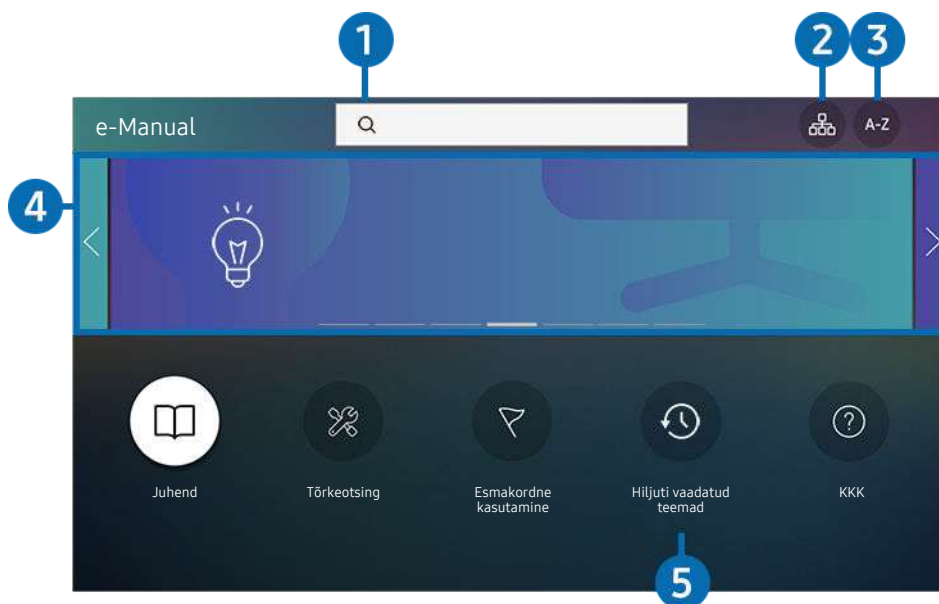 1
2
3
e-Manual
A-Z
4
?
Juhend
Tõrkeotsing
Esmakordne
kasutamine
Hiljuti vaadatud
teemad
KKK
5